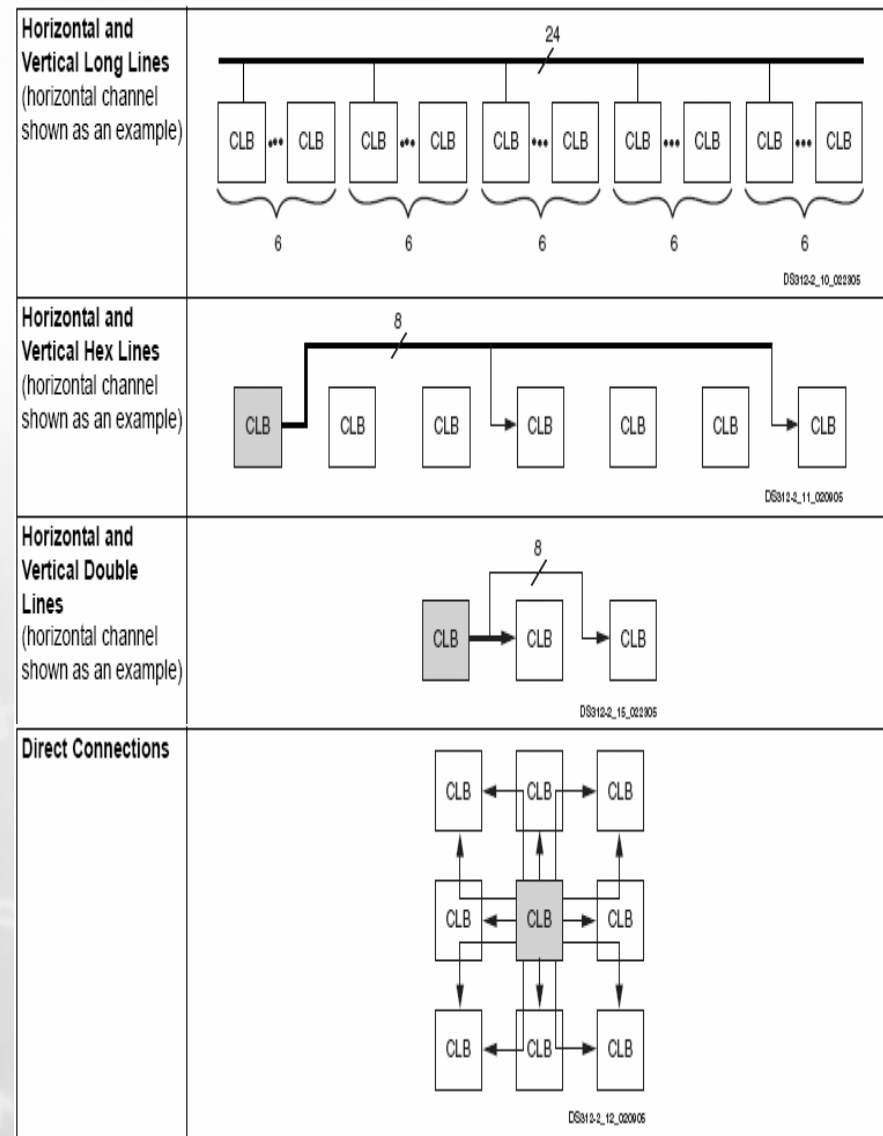 Horizontal and
Vertical Long Lines
(horizontal channel
shown as an example)
24
CLB ••• CLB CLB ••• CLB CLB ••• CLB CLB ••• CLB CLB ••• CLB
6 6 6 6 6
DS312-2_10_022305
Horizontal and
Vertical Hex Lines
(horizontal channel
shown as an example)
8
CLB CLB CLB CLB CLB CLB CLB
DS312-2_11_020905
Horizontal and
Vertical Double
Lines
(horizontal channel
shown as an example)
8
CLB CLB CLB
DS312-2_15_022305
Direct Connections
CLB CLB CLB
CLB CLB CLB
CLB CLB CLB
DS312-2_12_020905